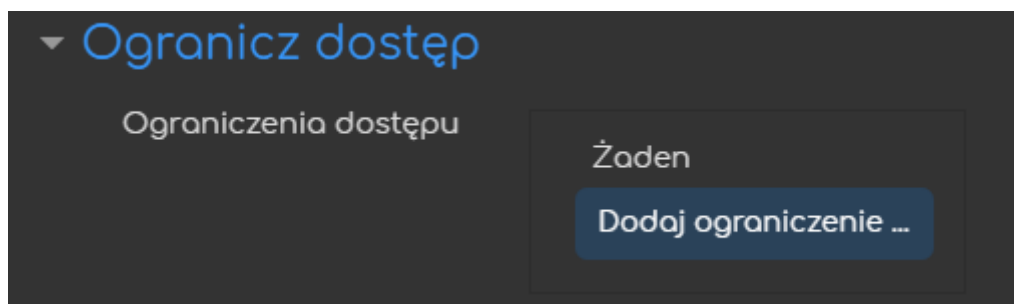 Ogranicz dostęp
Ograniczenia dostępu
Żaden
Dodaj ograniczenie ...